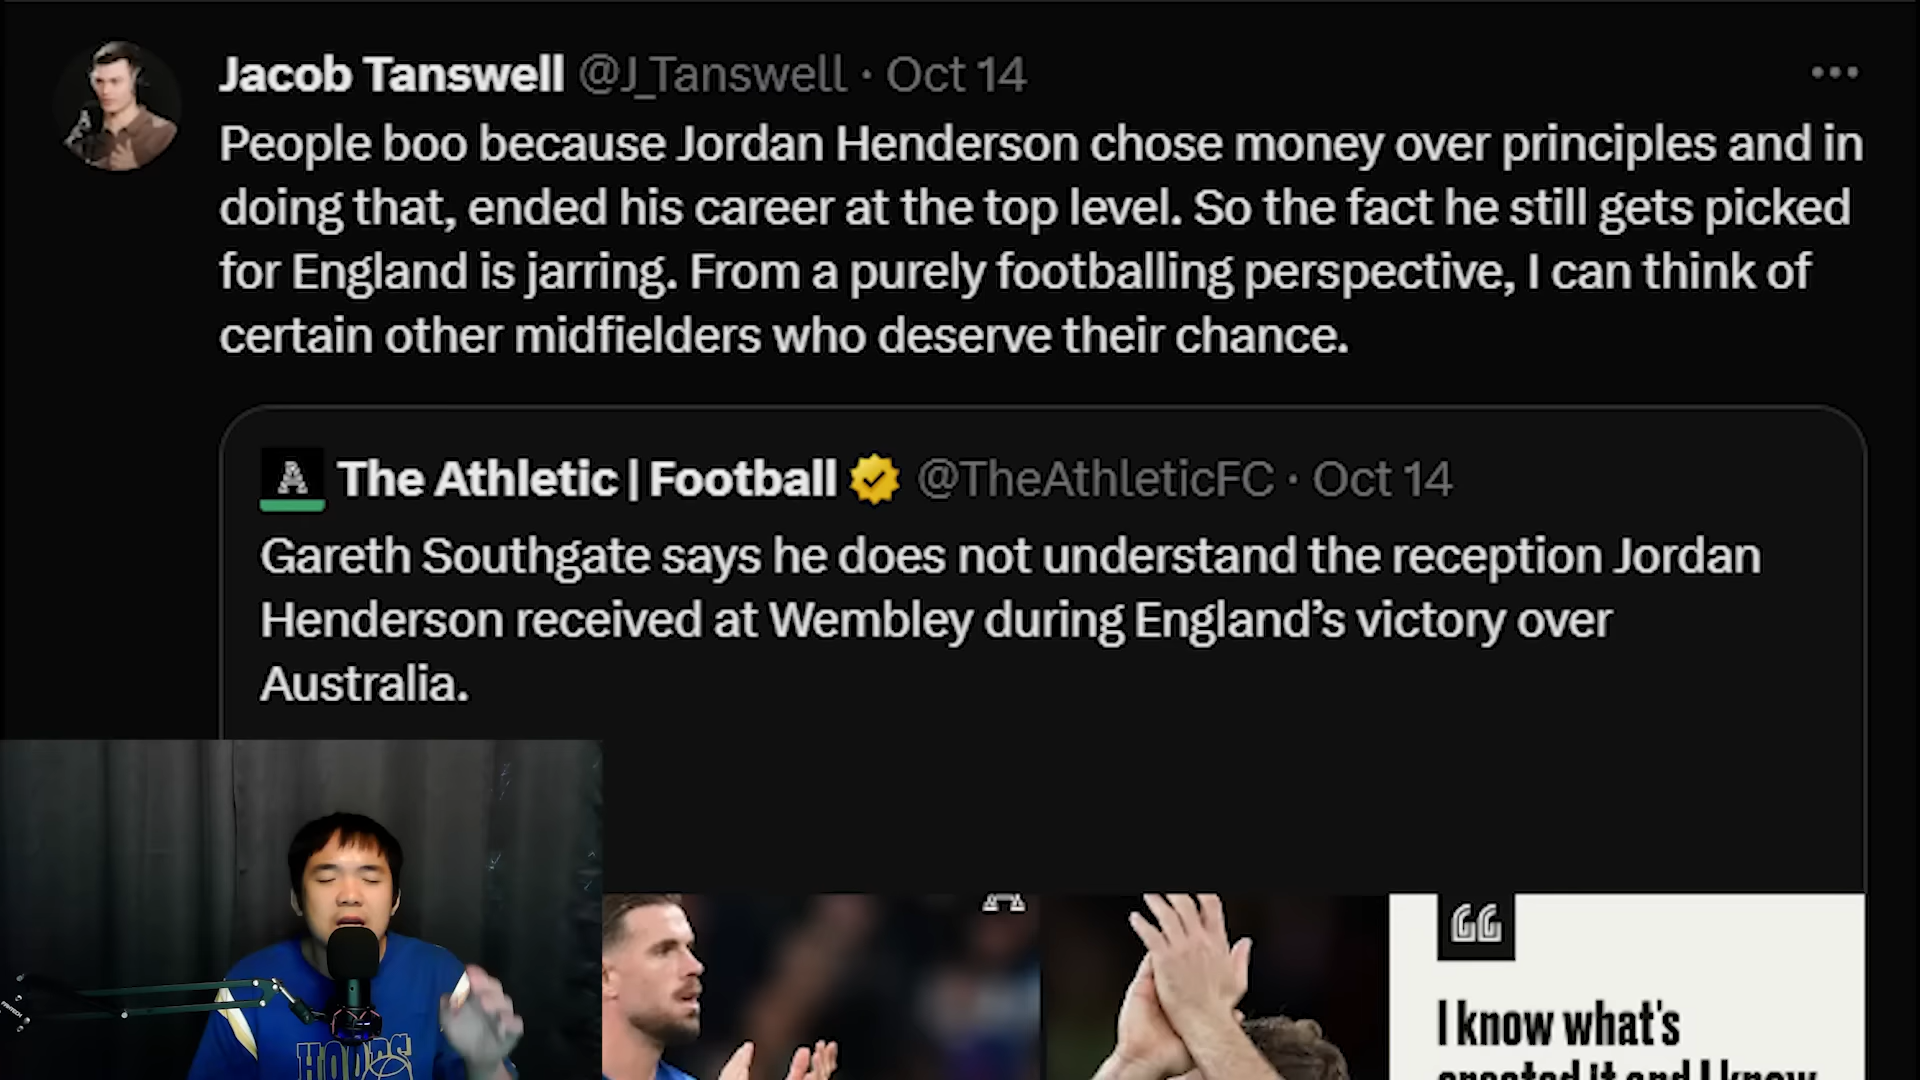 Jacob Tanswell @J_Tanswell · Oct 14
People boo because Jordan Henderson chose money over principles and in
doing that, ended his career at the top level. So the fact he still gets picked
for England is jarring. From a purely footballing perspective, I can think of
certain other midfielders who deserve their chance.
A The Athletic | Football @TheAthleticFC · Oct 14
Gareth Southgate says he does not understand the reception Jordan
Henderson received at Wembley during England’s victory over
Australia.
I know what's
created it and I know